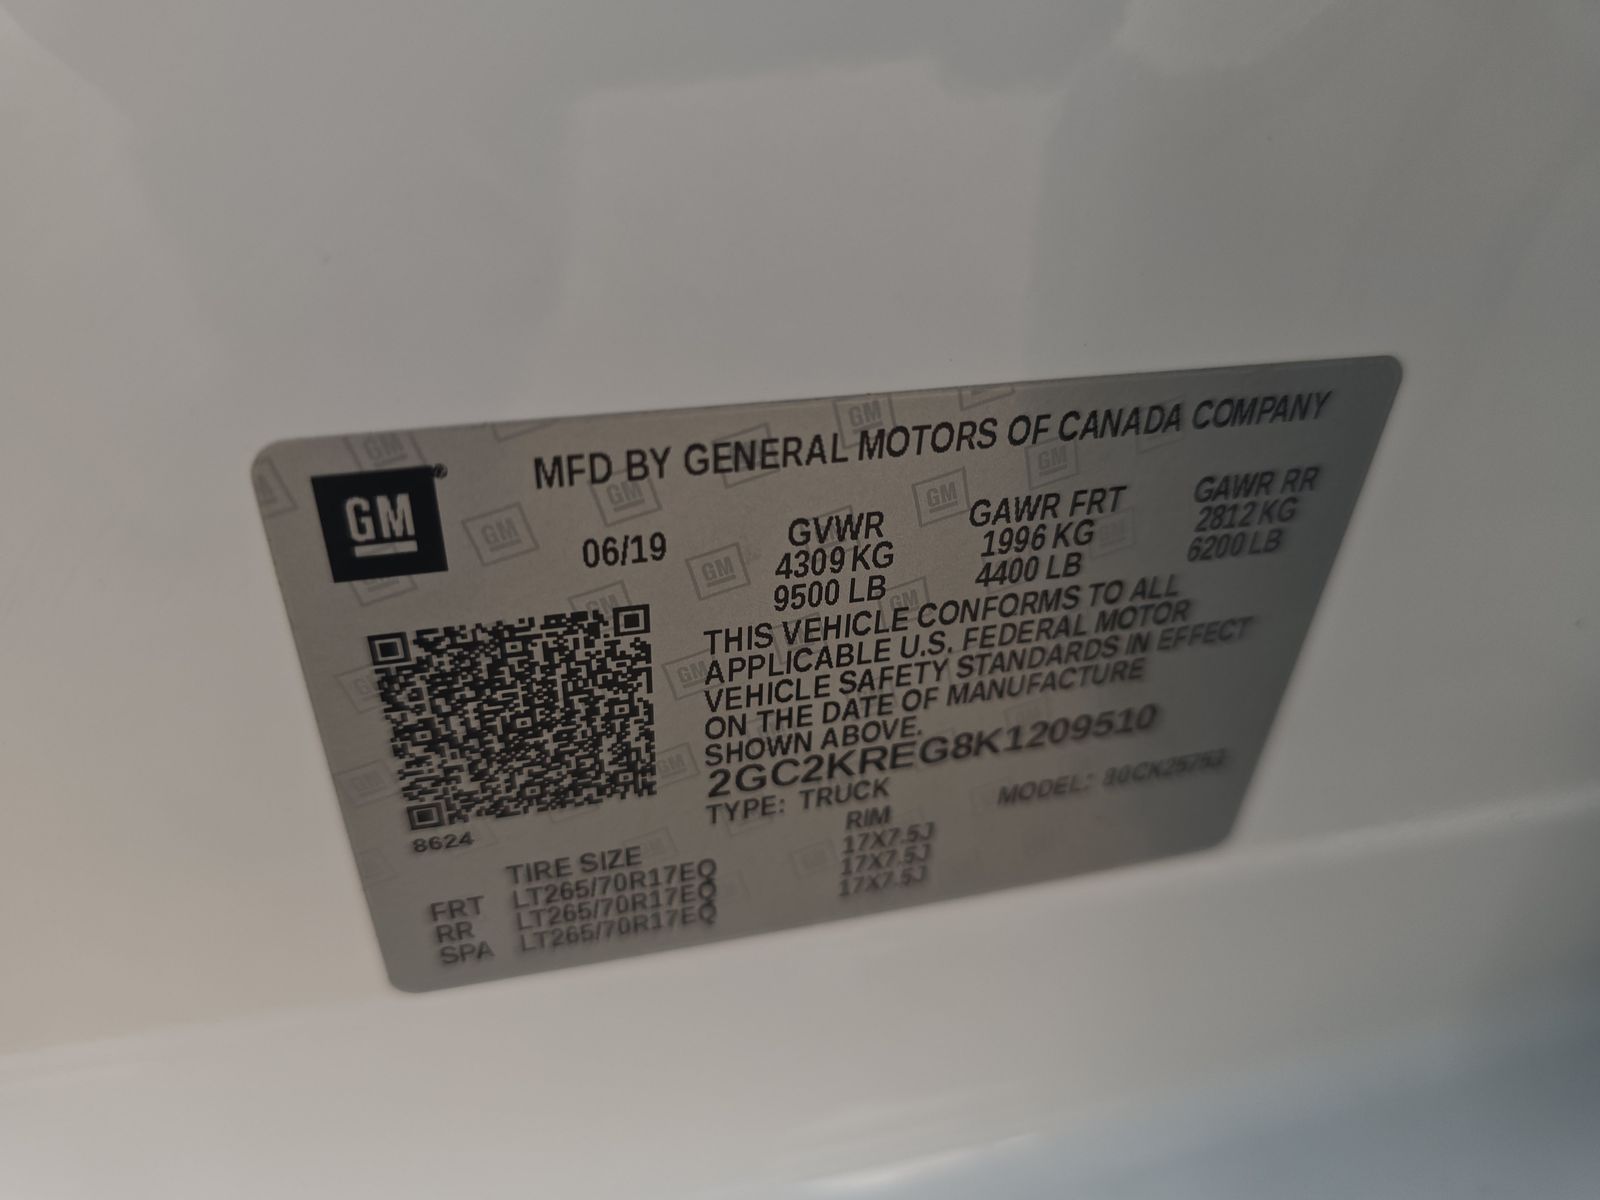 MFD BY GENERAL MOTORS OF CANADA COMPANY
GM
06/19
GVWR
4309 KG
9500 LB
GAWR FRT
1996 KG
4400 LB
GAWR RR
2812 KG
6200 LB
THIS VEHICLE CONFORMS TO ALL
APPLICABLE U.S. FEDERAL MOTOR
VEHICLE SAFETY STANDARDS IN EFFECT
ON THE DATE OF MANUFACTURE
SHOWN ABOVE.
2GC2KREG8K1209510
TYPE: TRUCK
MODEL:
8624
TIRE SIZE
RIM
FRT LT265/70R17EQ 17X7.5J
RR LT265/70R17EQ 17X7.5J
SPA LT265/70R17EQ 17X7.5J